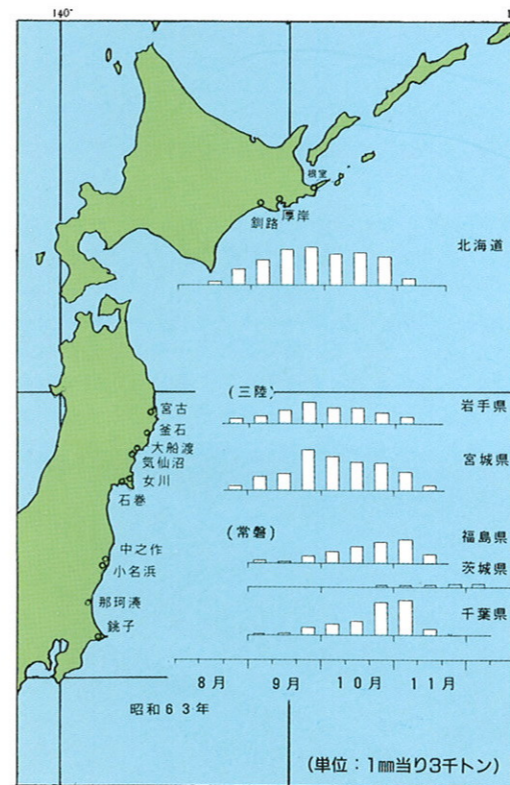 140°
根室
厚岸
釧路
北海道
(三陸)
岩手県
宮城県
宮古
釜石
大船渡
気仙沼
女川
石巻
(常磐)
福島県
茨城県
千葉県
中之作
小名浜
那珂湊
銚子
8月 9月 10月 11月
昭和63年
(単位:1㎜当り3千トン)